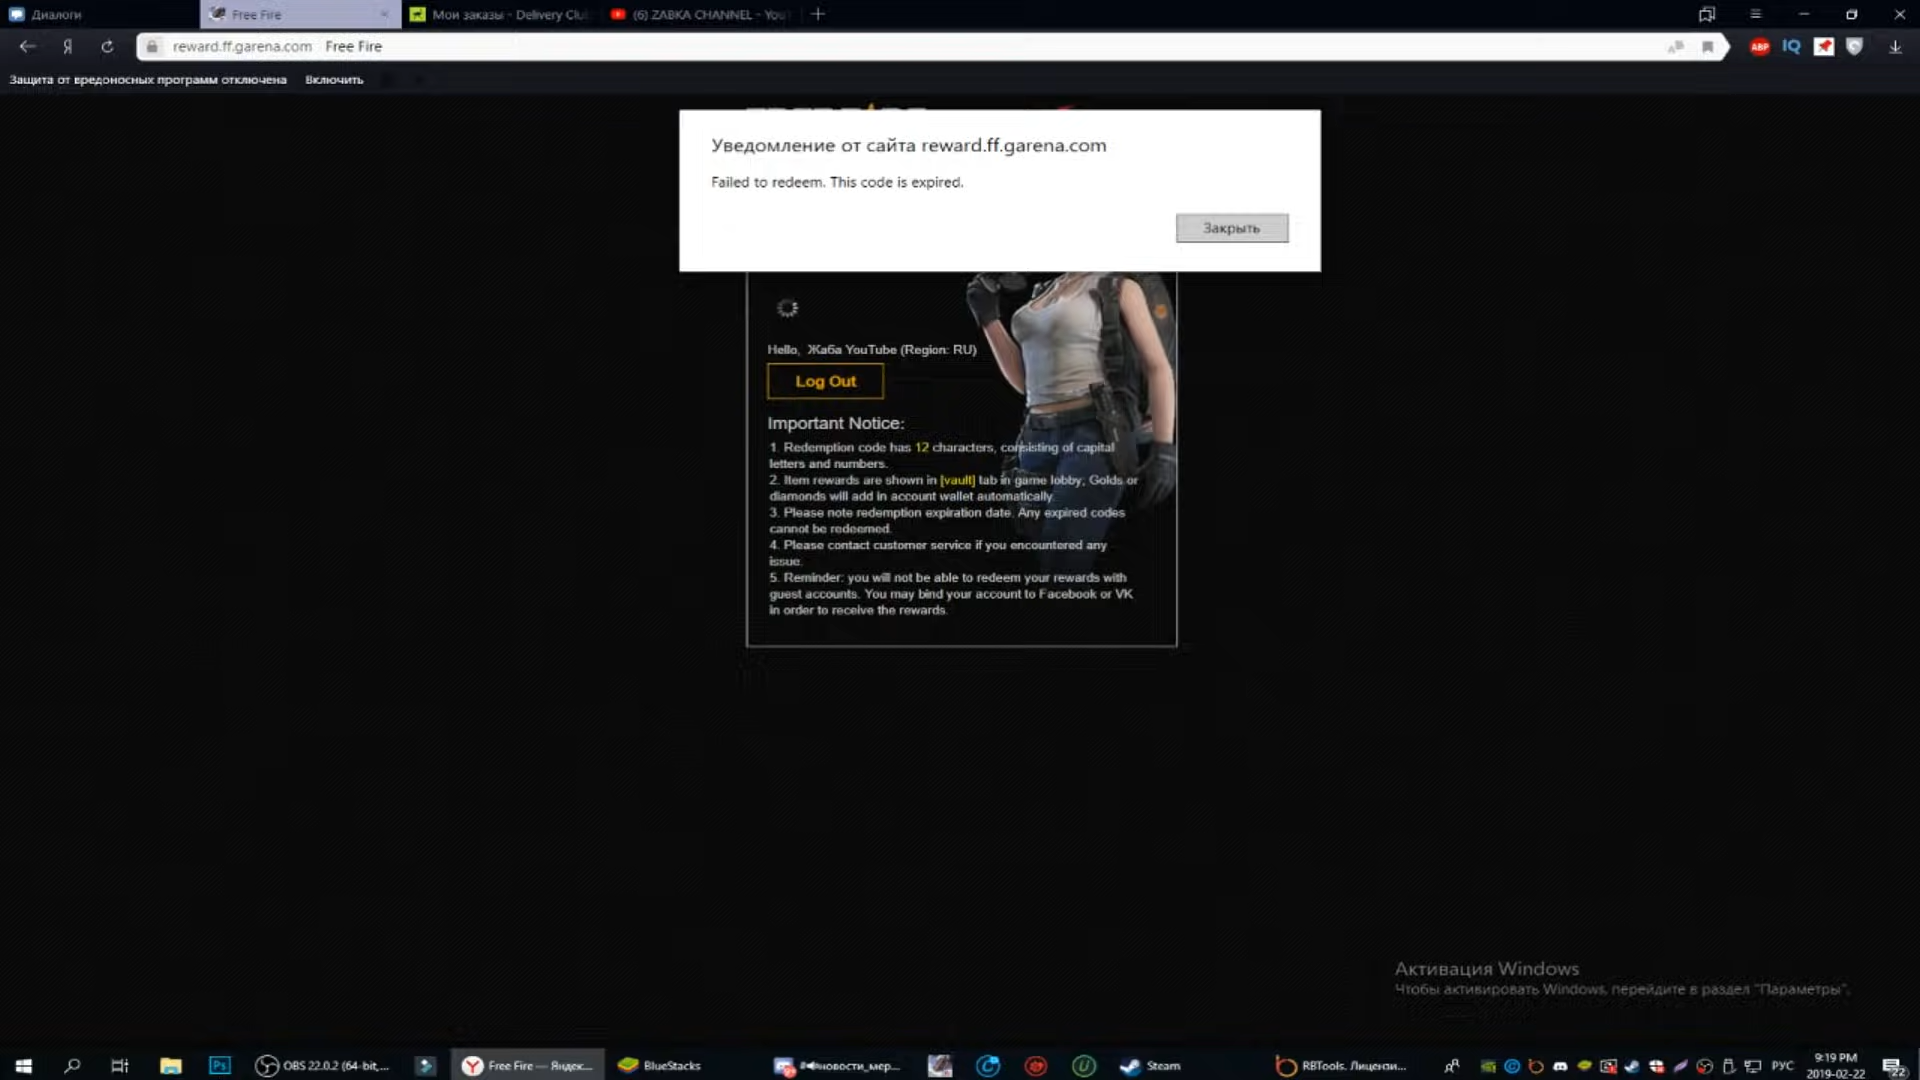 Диалоги
Free Fire
Мои заказы - Delivery Clu
(6) ZABKA CHANNEL - You
reward.ff.garena.com Free Fire
ABP
IQ
Защита от вредоносных программ отключена Включить
Уведомление от сайта reward.ff.garena.com
Failed to redeem. This code is expired.
Закрыть
Hello, Жаба YouTube (Region: RU)
Log Out
Important Notice:
1. Redemption code has 12 characters, consisting of capital
letters and numbers.
2. Item rewards are shown in [vault] tab in game lobby; Golds or
diamonds will add in account wallet automatically.
3. Please note redemption expiration date. Any expired codes
cannot be redeemed.
4. Please contact customer service if you encountered any
issue.
5. Reminder: you will not be able to redeem your rewards with
guest accounts. You may bind your account to Facebook or VK
in order to receive the rewards.
Активация Windows
Чтобы активировать Windows, перейдите в раздел "Параметры".
Ps
OBS 22.0.2 (64-bit,...
Free Fire — Яндек...
BlueStacks
новости_мер...
Steam
RBTools. Лицензи...
РУС
9:19 PM
2019-02-22
22